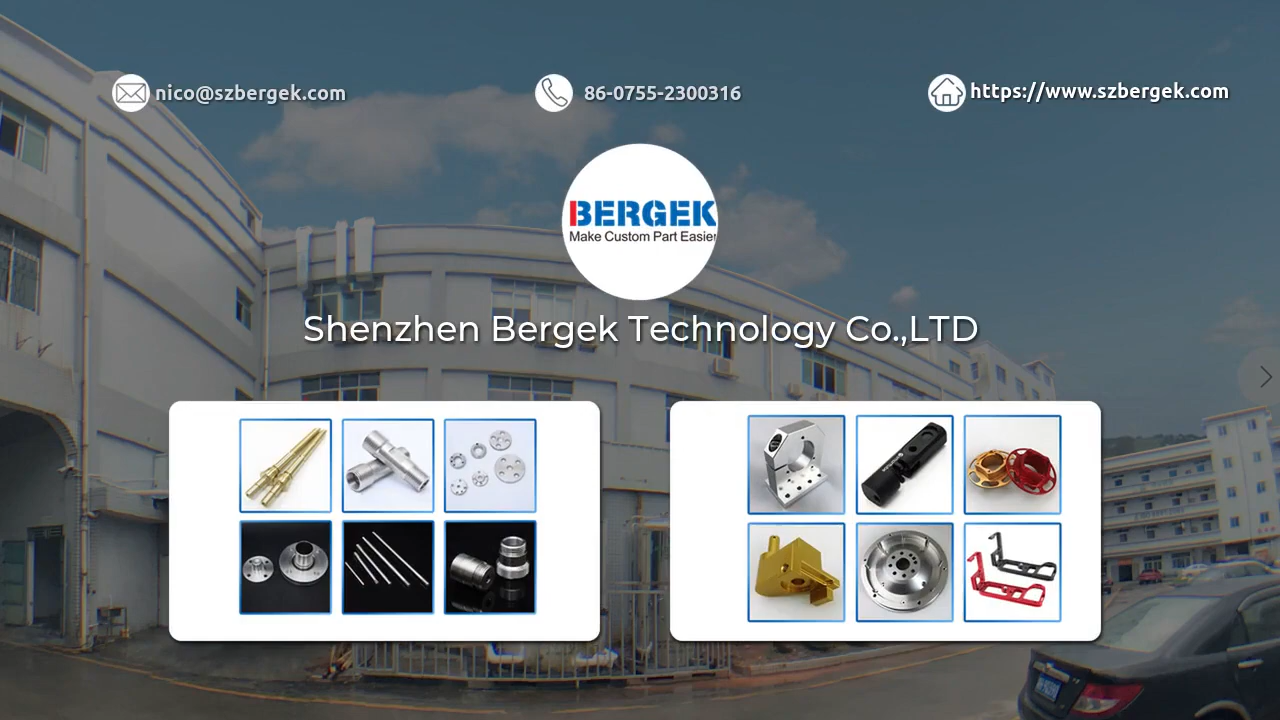 nico@szbergek.com
86-0755-2300316
https://www.szbergek.com
BERGEK
Make Custom Part Easier
Shenzhen Bergek Technology Co.,LTD